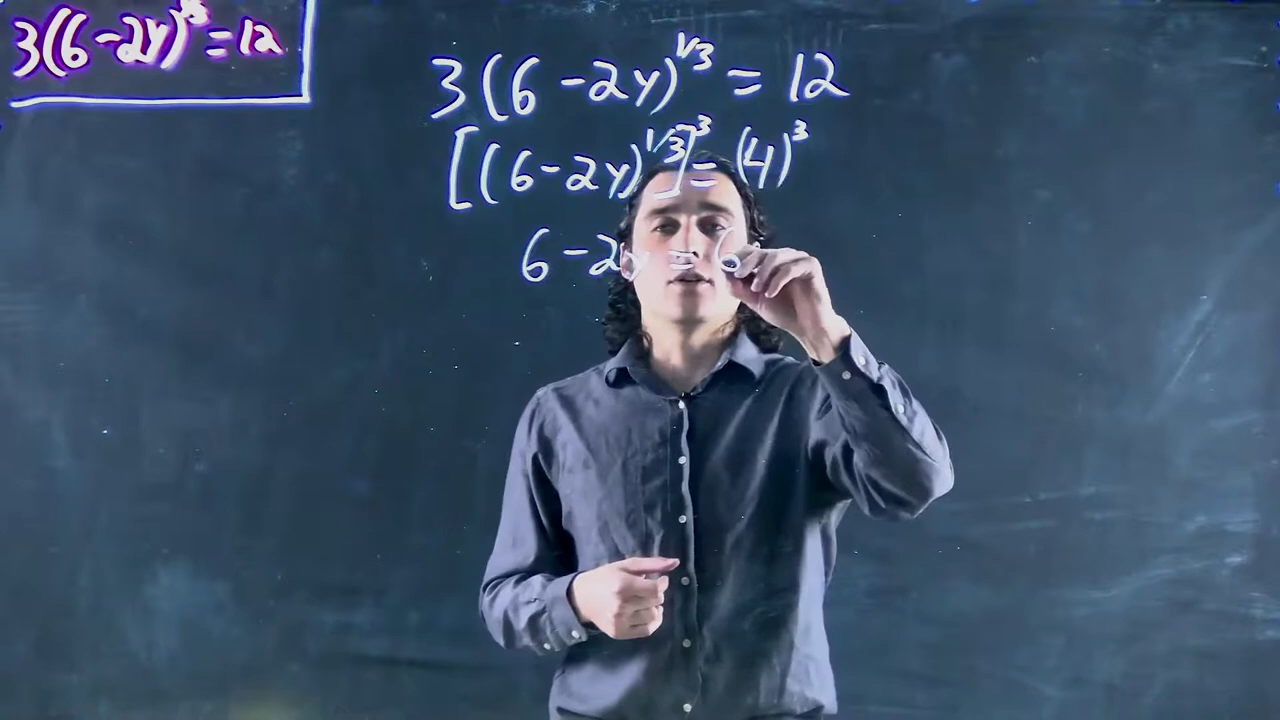 3(6-2y)^⅓=12
3(6-2y)^1/3 = 12
[(6-2y)^1/3]^3 = (4)^3
6-2y = 6